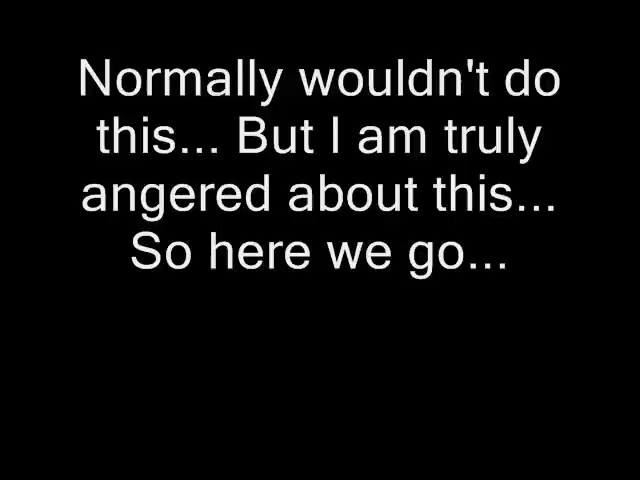 Normally wouldn't do
this... But I am truly
angered about this...
So here we go...